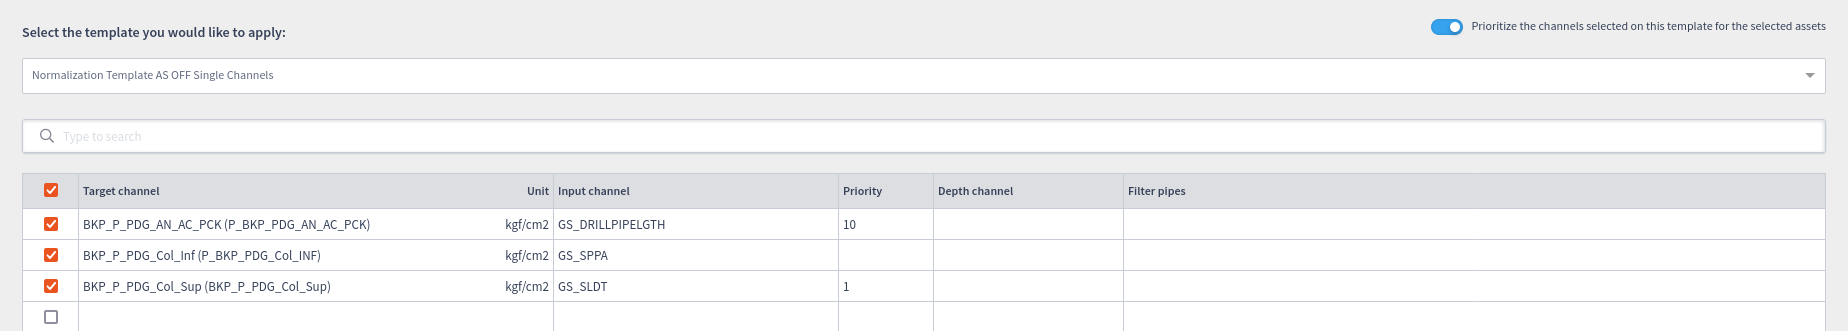 Select the template you would like to apply:
Prioritize the channels selected on this template for the selected assets
Normalization Template AS OFF Single Channels
Type to search
Target channel Unit Input channel Priority Depth channel Filter pipes
BKP_P_PDG_AN_AC_PCK (P_BKP_PDG_AN_AC_PCK) kgf/cm2 GS_DRILLPIPELGTH 10
BKP_P_PDG_Col_Inf (P_BKP_PDG_Col_INF) kgf/cm2 GS_SPPA
BKP_P_PDG_Col_Sup (BKP_P_PDG_Col_Sup) kgf/cm2 GS_SLDT 1